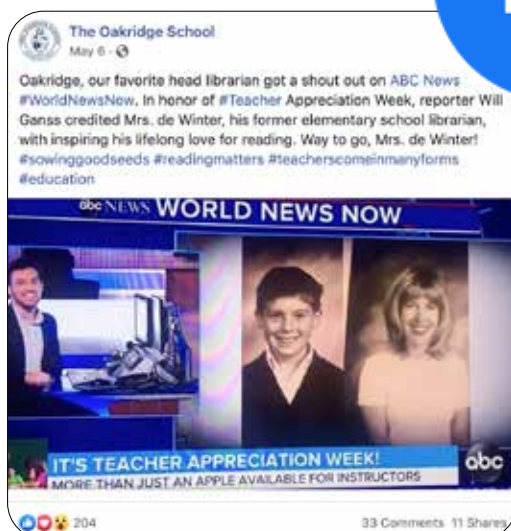 The Oakridge School
May 6 ·
Oakridge, our favorite head librarian got a shout out on ABC News
#WorldNewsNow. In honor of #Teacher Appreciation Week, reporter Will
Ganss credited Mrs. de Winter, his former elementary school librarian,
with inspiring his lifelong love for reading. Way to go, Mrs. de Winter!
#sowinggoodseeds #readingmatters #teacherscomeinmanyforms
#education
abc NEWS WORLD NEWS NOW
IT'S TEACHER APPRECIATION WEEK!
MORE THAN JUST AN APPLE AVAILABLE FOR INSTRUCTORS
abc
204
33 Comments 11 Shares